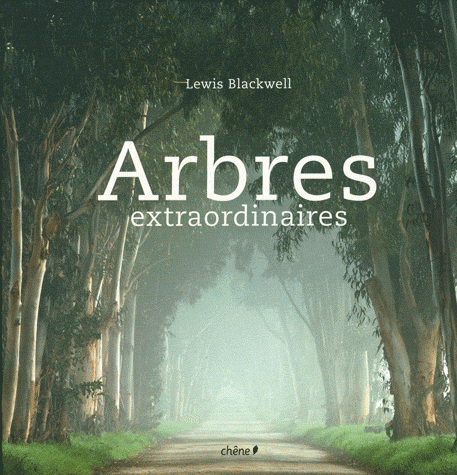 Lewis Blackwell
Arbres
extraordinaires
chêne